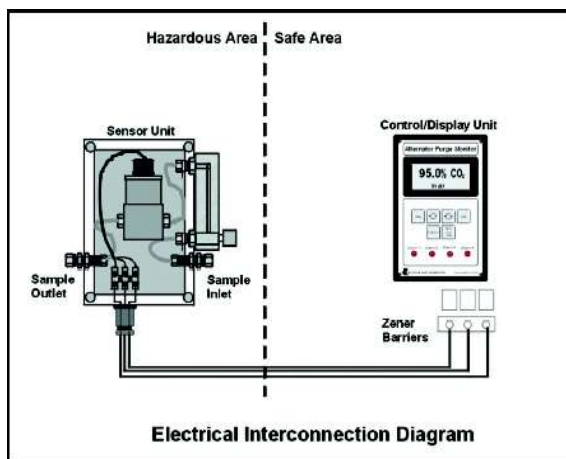 Hazardous Area
Safe Area
Sensor Unit
Control/Display Unit
Alternator Purge Monitor
95.0% CO₂
Sample
Outlet
Sample
Inlet
Zener
Barriers
Electrical Interconnection Diagram